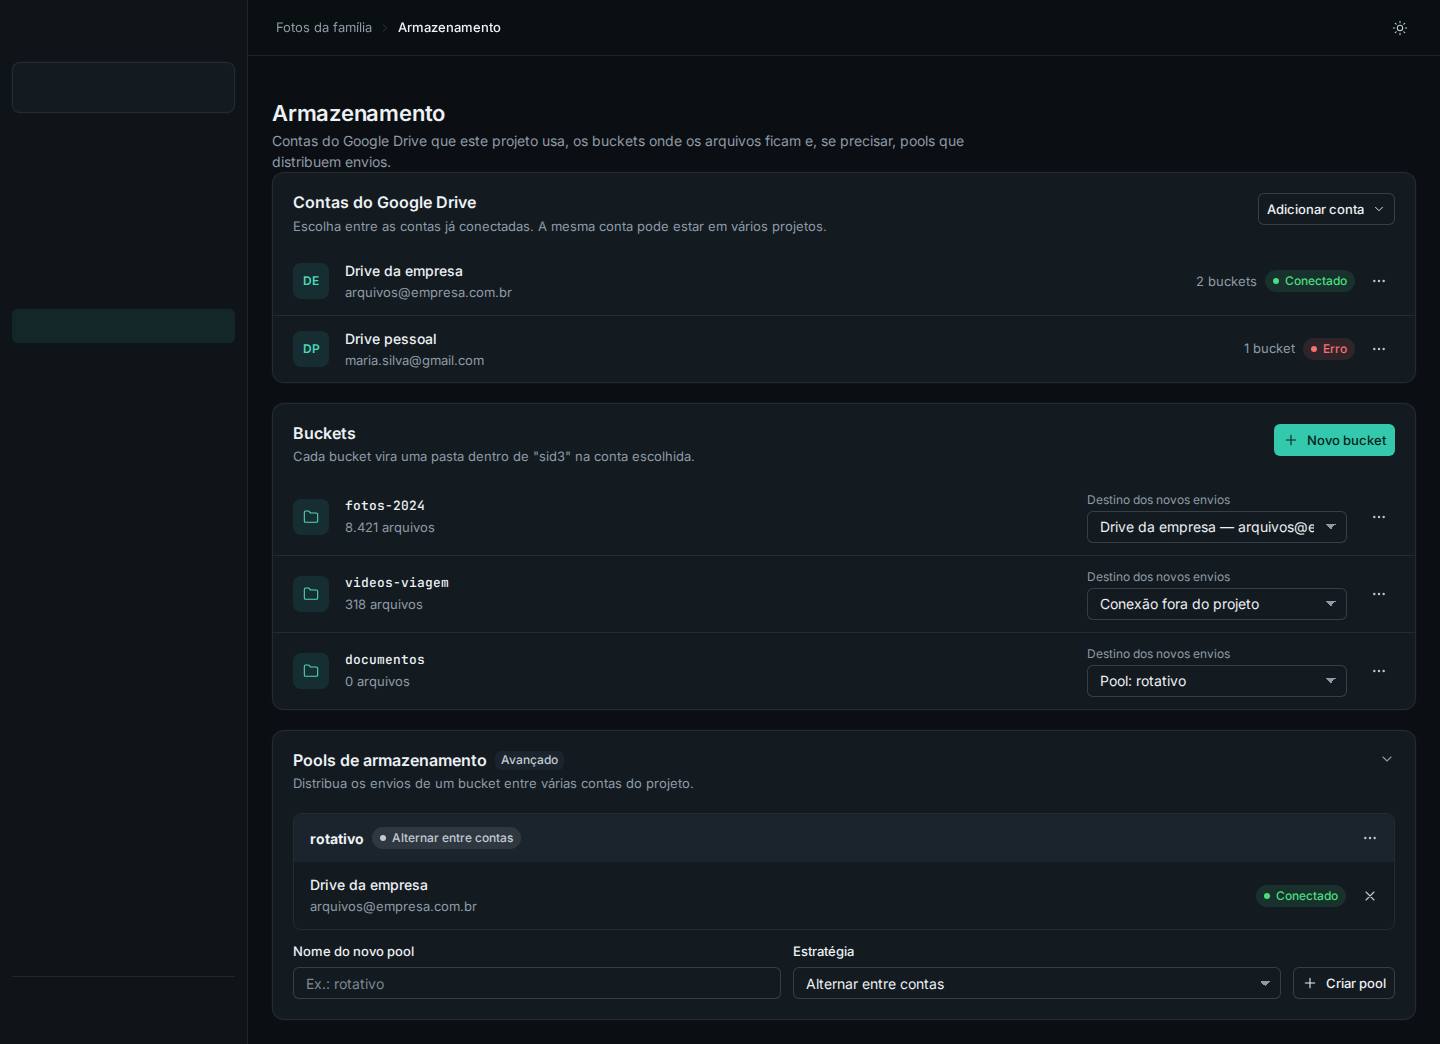 Fotos da família > Armazenamento
Armazenamento
Contas do Google Drive que este projeto usa, os buckets onde os arquivos ficam e, se precisar, pools que
distribuem envios.
Contas do Google Drive
Adicionar conta
Escolha entre as contas já conectadas. A mesma conta pode estar em vários projetos.
DE
Drive da empresa
arquivos@empresa.com.br
2 buckets
Conectado
DP
Drive pessoal
maria.silva@gmail.com
1 bucket
Erro
Buckets
Novo bucket
Cada bucket vira uma pasta dentro de "sid3" na conta escolhida.
fotos-2024
8.421 arquivos
Destino dos novos envios
Drive da empresa — arquivos@e
videos-viagem
318 arquivos
Destino dos novos envios
Conexão fora do projeto
documentos
0 arquivos
Destino dos novos envios
Pool: rotativo
Pools de armazenamento
Avançado
Distribua os envios de um bucket entre várias contas do projeto.
rotativo
Alternar entre contas
Drive da empresa
arquivos@empresa.com.br
Conectado
Nome do novo pool
Estratégia
Ex.: rotativo
Alternar entre contas
Criar pool